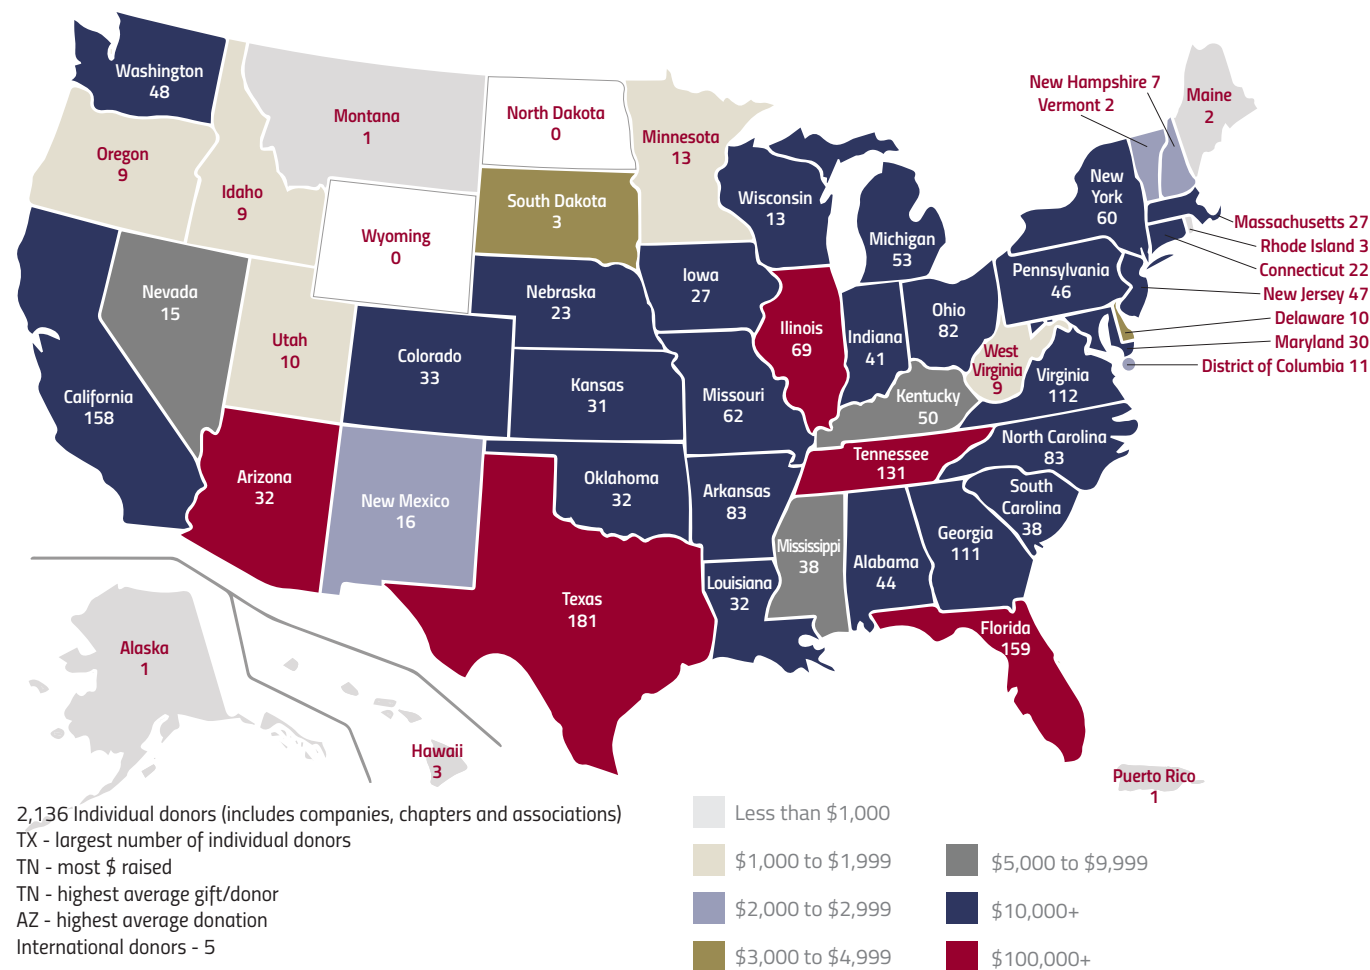 Washington
48
Oregon
9
Idaho
9
Montana
1
North Dakota
0
Minnesota
13
South Dakota
3
Wyoming
0
Wisconsin
13
Michigan
53
New Hampshire 7
Vermont 2
Maine
2
New
York
60
Massachusetts 27
Rhode Island 3
Connecticut 22
New Jersey 47
Delaware 10
Maryland 30
District of Columbia 11
Pennsylvania
46
Nevada
15
Utah
10
California
158
Colorado
33
Nebraska
23
Iowa
27
Ilinois
69
Indiana
41
Ohio
82
West
Virginia
9
Virginia
112
Kansas
31
Missouri
62
Kentucky
50
North Carolina
83
Tennessee
131
South
Carolina
38
Arizona
32
New Mexico
16
Oklahoma
32
Arkansas
83
Mississippi
38
Alabama
44
Georgia
111
Louisiana
32
Texas
181
Florida
159
Alaska
1
Hawaii
3
Puerto Rico
1
2,136 Individual donors (includes companies, chapters and associations)
TX - largest number of individual donors
TN - most $ raised
TN - highest average gift/donor
AZ - highest average donation
International donors - 5
Less than $1,000
$1,000 to $1,999
$2,000 to $2,999
$3,000 to $4,999
$5,000 to $9,999
$10,000+
$100,000+